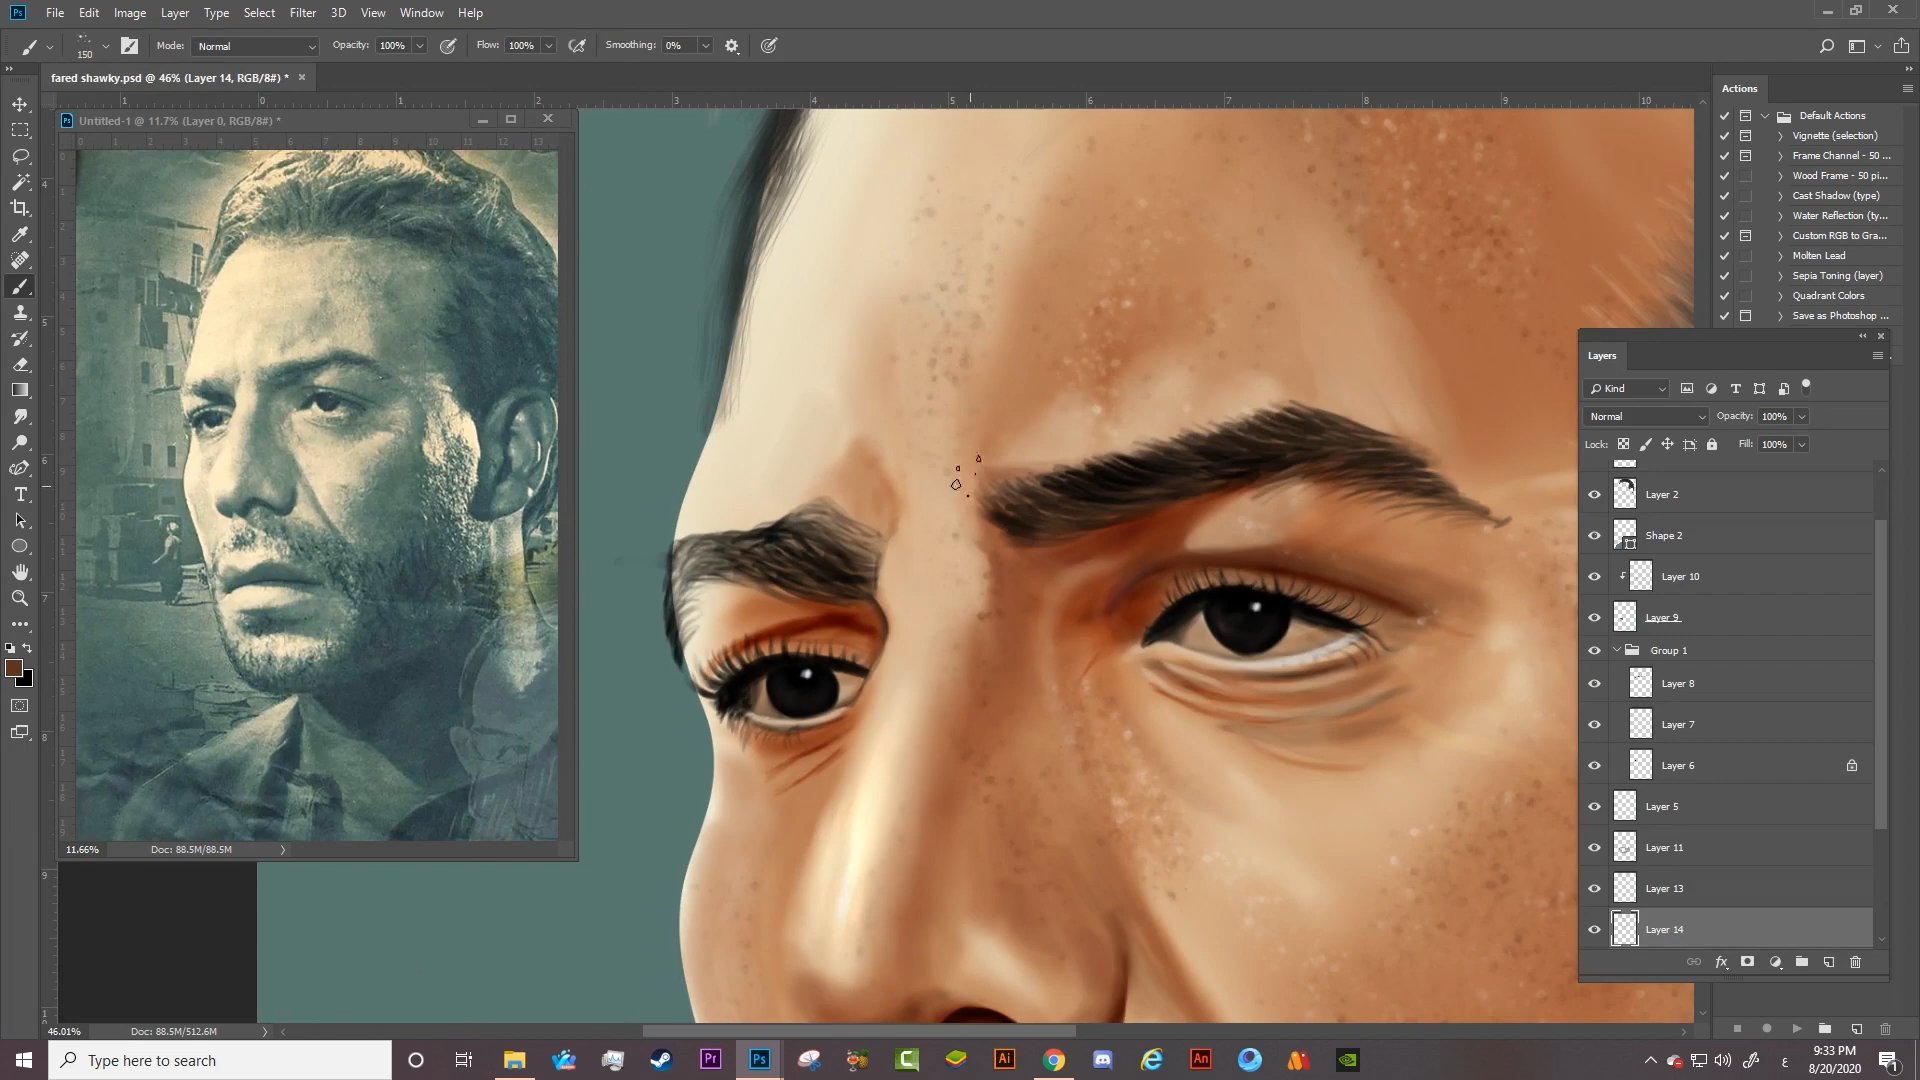 File Edit Image Layer Type Select Filter 3D View Window Help
150 Mode: Normal Opacity: 100% Flow: 100% Smoothing: 0%
fared shawky.psd @ 46% (Layer 14, RGB/8#) *
Untitled-1 @ 11.7% (Layer 0, RGB/8#) *
11.66% Doc: 88.5M/88.5M
46.01% Doc: 88.5M/512.6M
Actions
Default Actions
Vignette (selection)
Frame Channel - 50 ...
Wood Frame - 50 pi...
Cast Shadow (type)
Water Reflection (ty...
Custom RGB to Gra...
Molten Lead
Sepia Toning (layer)
Quadrant Colors
Save as Photoshop ...
Layers
Kind
Normal Opacity: 100%
Lock: Fill: 100%
Layer 2
Shape 2
Layer 10
Layer 9
Group 1
Layer 8
Layer 7
Layer 6
Layer 5
Layer 11
Layer 13
Layer 14
Type here to search
Pr Ps Ai An
ع
9:33 PM
8/20/2020